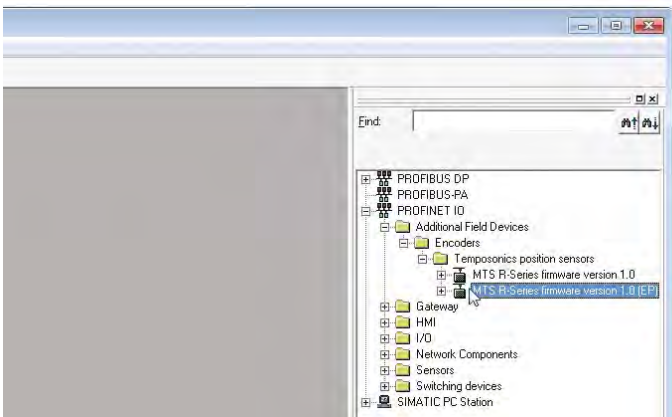 Find:
PROFIBUS DP
PROFIBUS-PA
PROFINET IO
Additional Field Devices
Encoders
Temposonics position sensors
MTS R-Series firmware version 1.0
MTS R-Series firmware version 1.0 (EP)
Gateway
HMI
I/O
Network Components
Sensors
Switching devices
SIMATIC PC Station